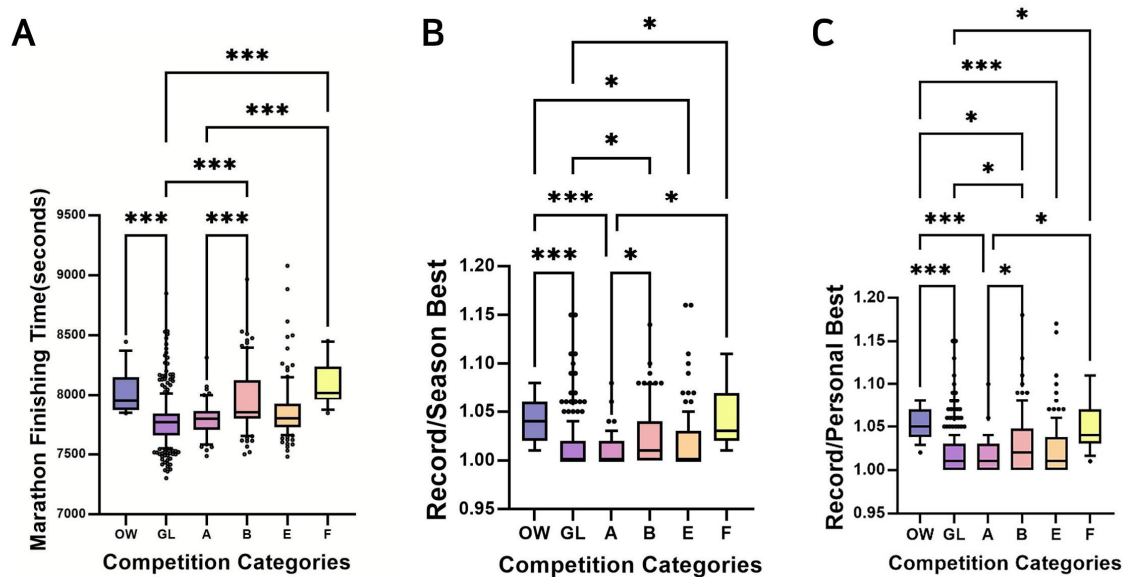 A
***
***
***
***
***
Marathon Finishing Time(seconds)
9500
9000
8500
8000
7500
7000
OW
GL
A
B
E
F
Competition Categories
B
*
*
*
***
*
***
*
Record/Season Best
1.20
1.15
1.10
1.05
1.00
0.95
OW
GL
A
B
E
F
Competition Categories
C
*
***
*
*
***
*
***
*
Record/Personal Best
1.20
1.15
1.10
1.05
1.00
0.95
OW
GL
A
B
E
F
Competition Categories